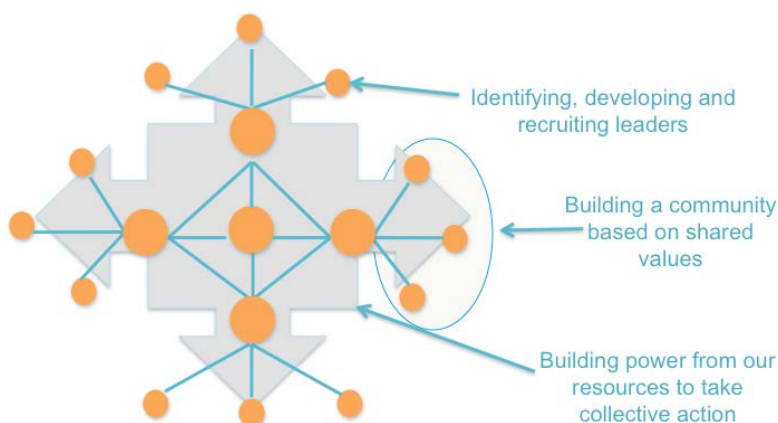 Identifying, developing and
recruiting leaders
Building a community
based on shared
values
Building power from our
resources to take
collective action